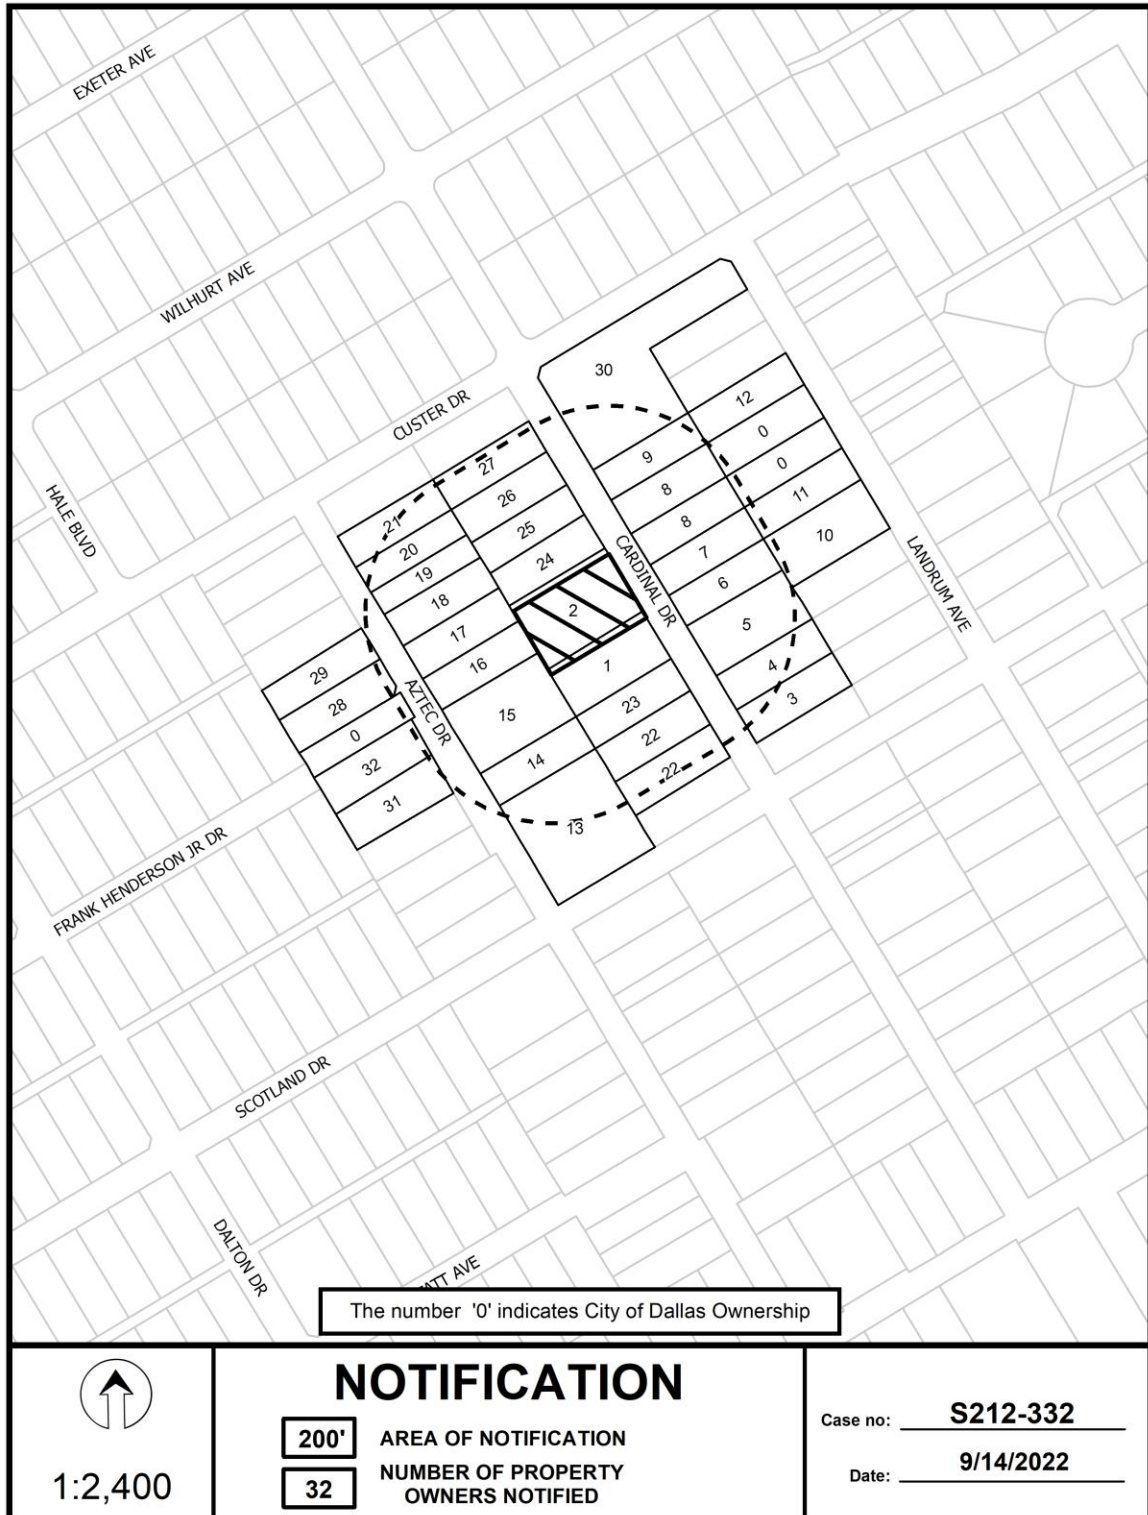 EXETER AVE
WILHURT AVE
30
CUSTER DR
12
0
27
9
0
HALE BLVD
21
26
8
11
20
25
8
10
19
24
7
CARDINAL DR
LANDRUM AVE
18
6
2
17
5
16
1
4
29
AZTEC DR
28
15
23
3
0
22
32
14
22
31
13
FRANK HENDERSON JR DR
SCOTLAND DR
DALTON DR
ATT AVE
The number '0' indicates City of Dallas Ownership
1:2,400
NOTIFICATION
200' AREA OF NOTIFICATION
32 NUMBER OF PROPERTY
OWNERS NOTIFIED
Case no: S212-332
Date: 9/14/2022